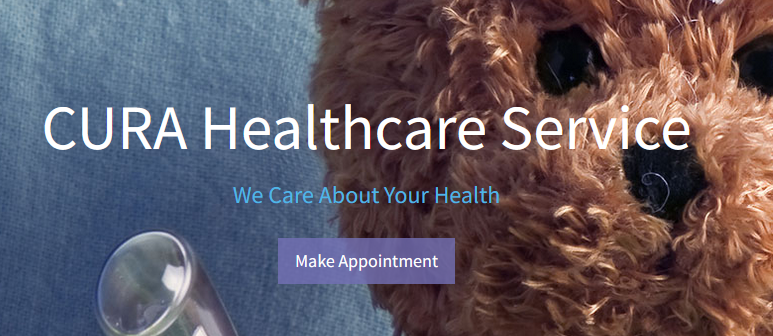 CURA Healthcare Service
We Care About Your Health
Make Appointment